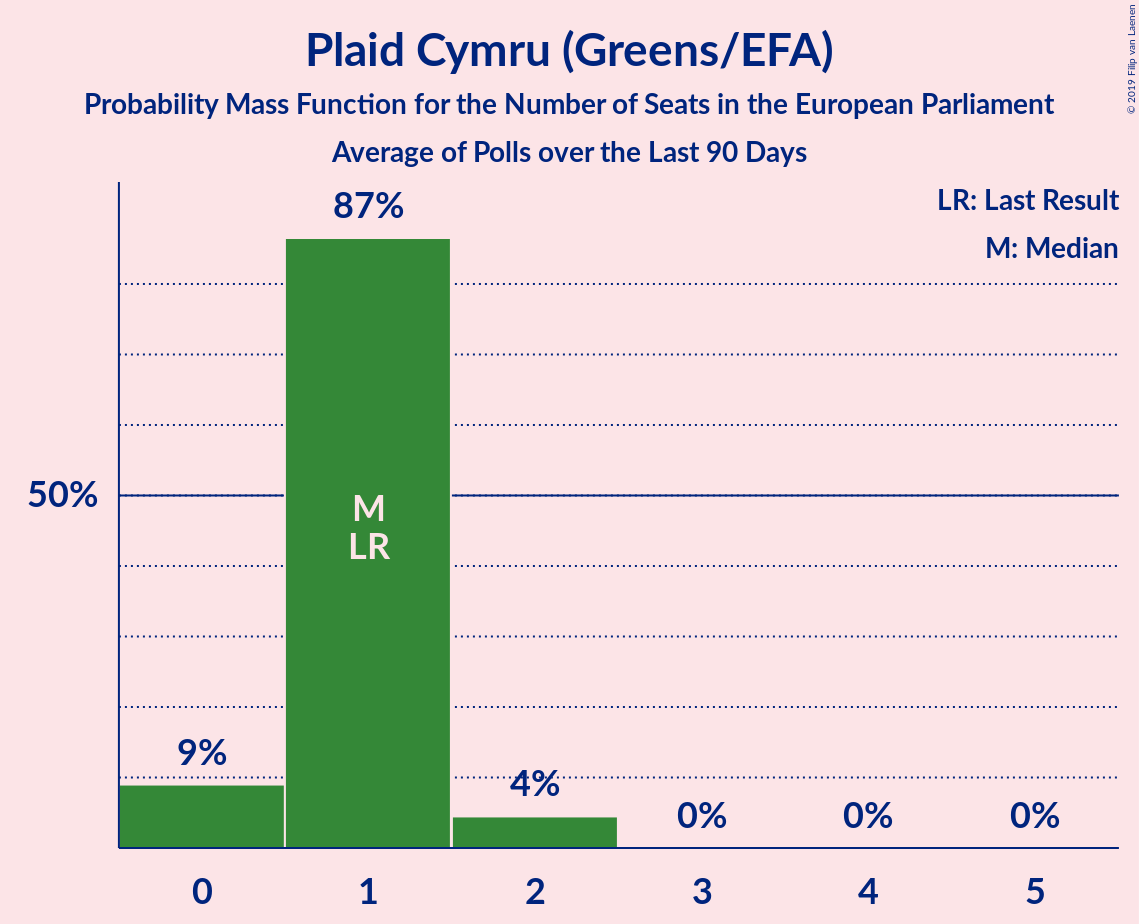 Plaid Cymru (Greens/EFA)
Probability Mass Function for the Number of Seats in the European Parliament
Average of Polls over the Last 90 Days
© 2019 Filip van Laenen
LR: Last Result
M: Median
87%
50%
M
LR
9%
4%
0%
0%
0%
0
1
2
3
4
5